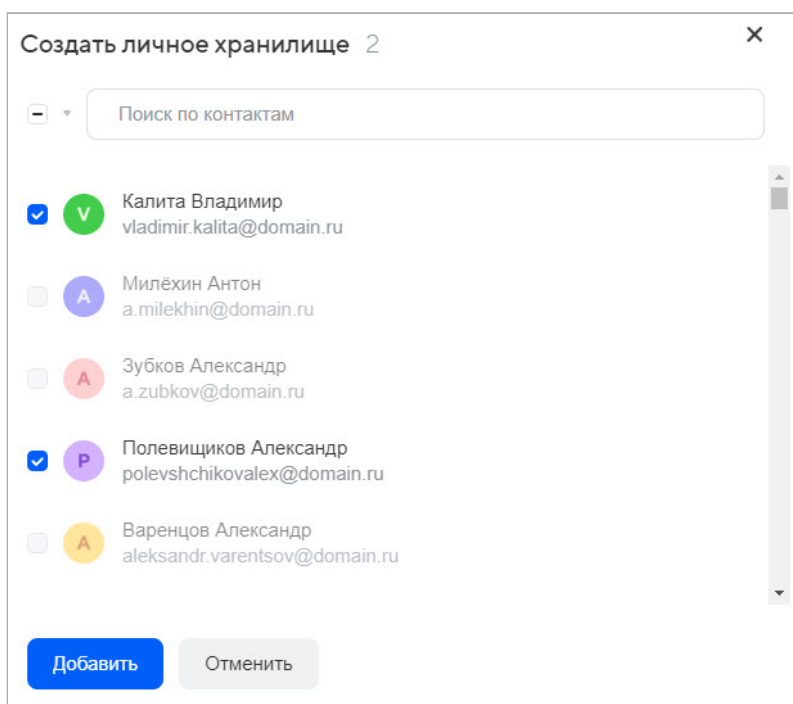 Создать личное хранилище 2
Поиск по контактам
V
Калита Владимир
vladimir.kalita@domain.ru
A
Милёхин Антон
a.milekhin@domain.ru
A
Зубков Александр
a.zubkov@domain.ru
P
Полевищиков Александр
polevshchikovalex@domain.ru
A
Варенцов Александр
aleksandr.varentsov@domain.ru
Добавить Отменить